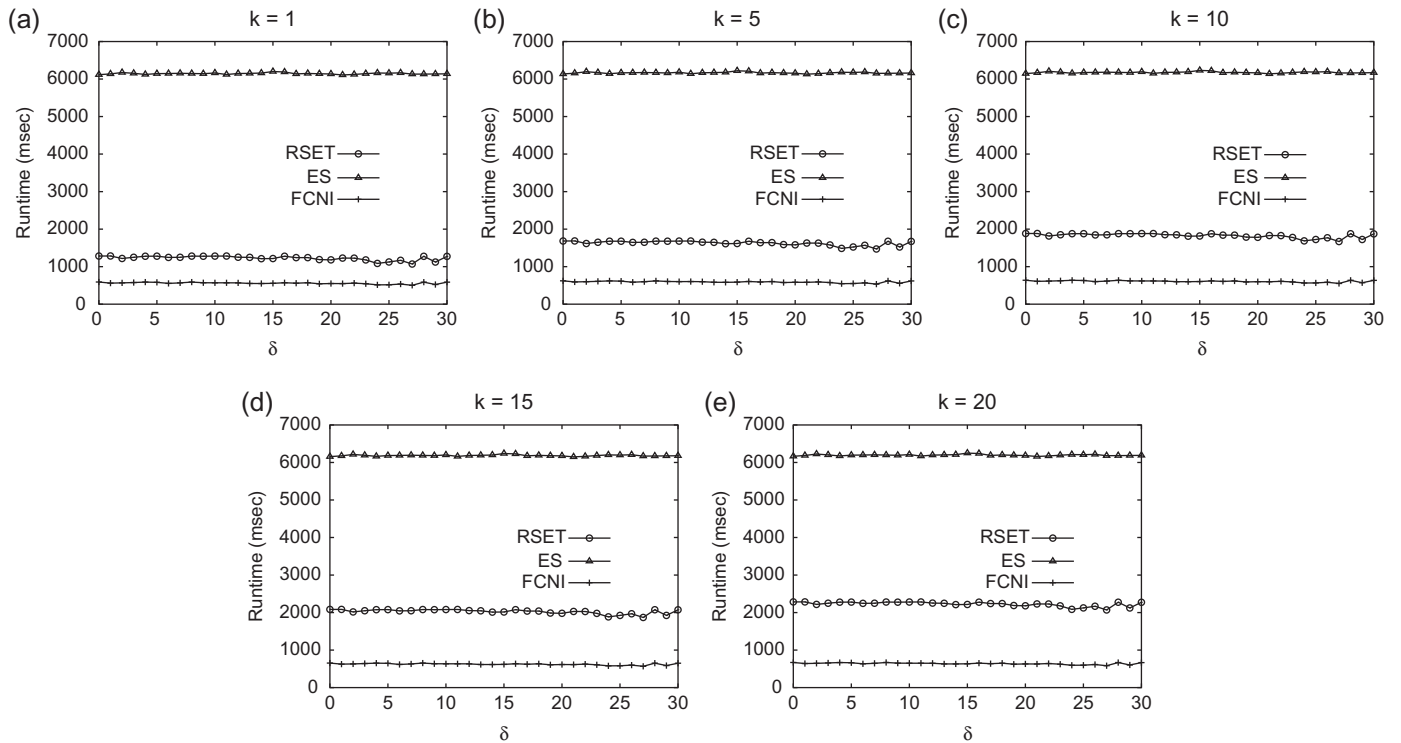 (a)
k = 1
7000
6000
5000
4000
3000
2000
1000
0
Runtime (msec)
RSET
ES
FCNI
0 5 10 15 20 25 30
δ
(b)
k = 5
7000
6000
5000
4000
3000
2000
1000
0
Runtime (msec)
RSET
ES
FCNI
0 5 10 15 20 25 30
δ
(c)
k = 10
7000
6000
5000
4000
3000
2000
1000
0
Runtime (msec)
RSET
ES
FCNI
0 5 10 15 20 25 30
δ
(d)
k = 15
7000
6000
5000
4000
3000
2000
1000
0
Runtime (msec)
RSET
ES
FCNI
0 5 10 15 20 25 30
δ
(e)
k = 20
7000
6000
5000
4000
3000
2000
1000
0
Runtime (msec)
RSET
ES
FCNI
0 5 10 15 20 25 30
δ